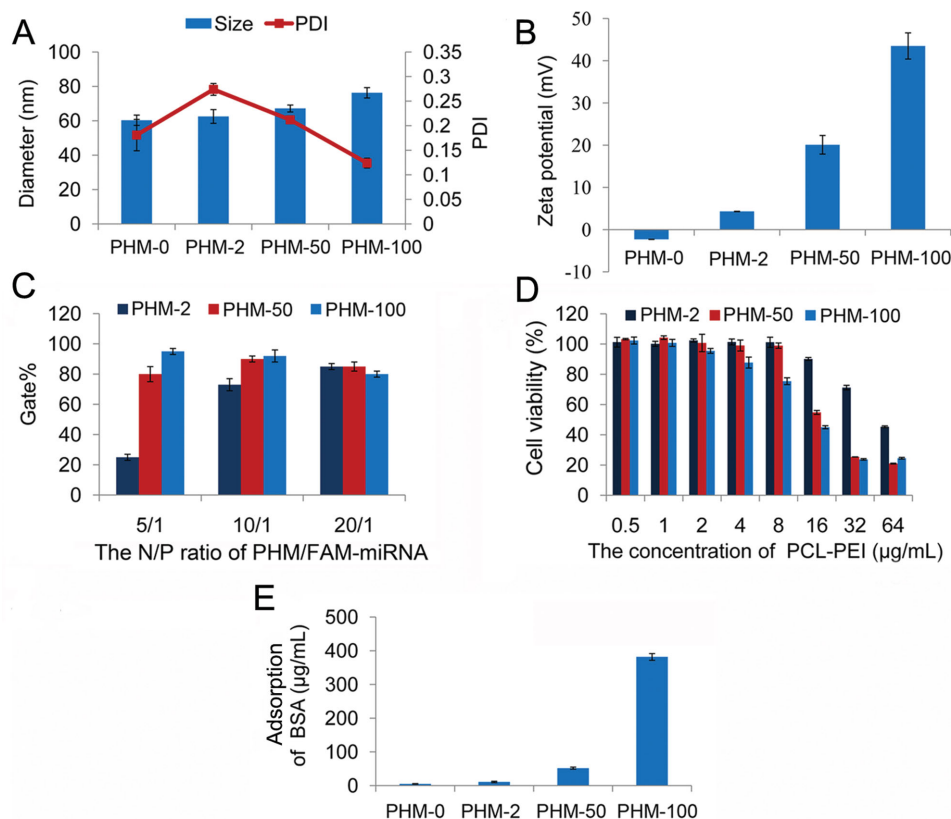 A
Size PDI
Diameter (nm)
100
80
60
40
20
0
0.35
0.3
0.25
0.2
0.15
0.1
0.05
0
PDI
PHM-0 PHM-2 PHM-50 PHM-100
B
Zeta potential (mV)
50
40
30
20
10
0
-10
PHM-0 PHM-2 PHM-50 PHM-100
C
PHM-2 PHM-50 PHM-100
Gate%
120
100
80
60
40
20
0
5/1 10/1 20/1
The N/P ratio of PHM/FAM-miRNA
D
PHM-2 PHM-50 PHM-100
Cell viability (%)
120
100
80
60
40
20
0
0.5 1 2 4 8 16 32 64
The concentration of PCL-PEI (μg/mL)
E
Adsorption
of BSA (μg/mL)
500
400
300
200
100
0
PHM-0 PHM-2 PHM-50 PHM-100